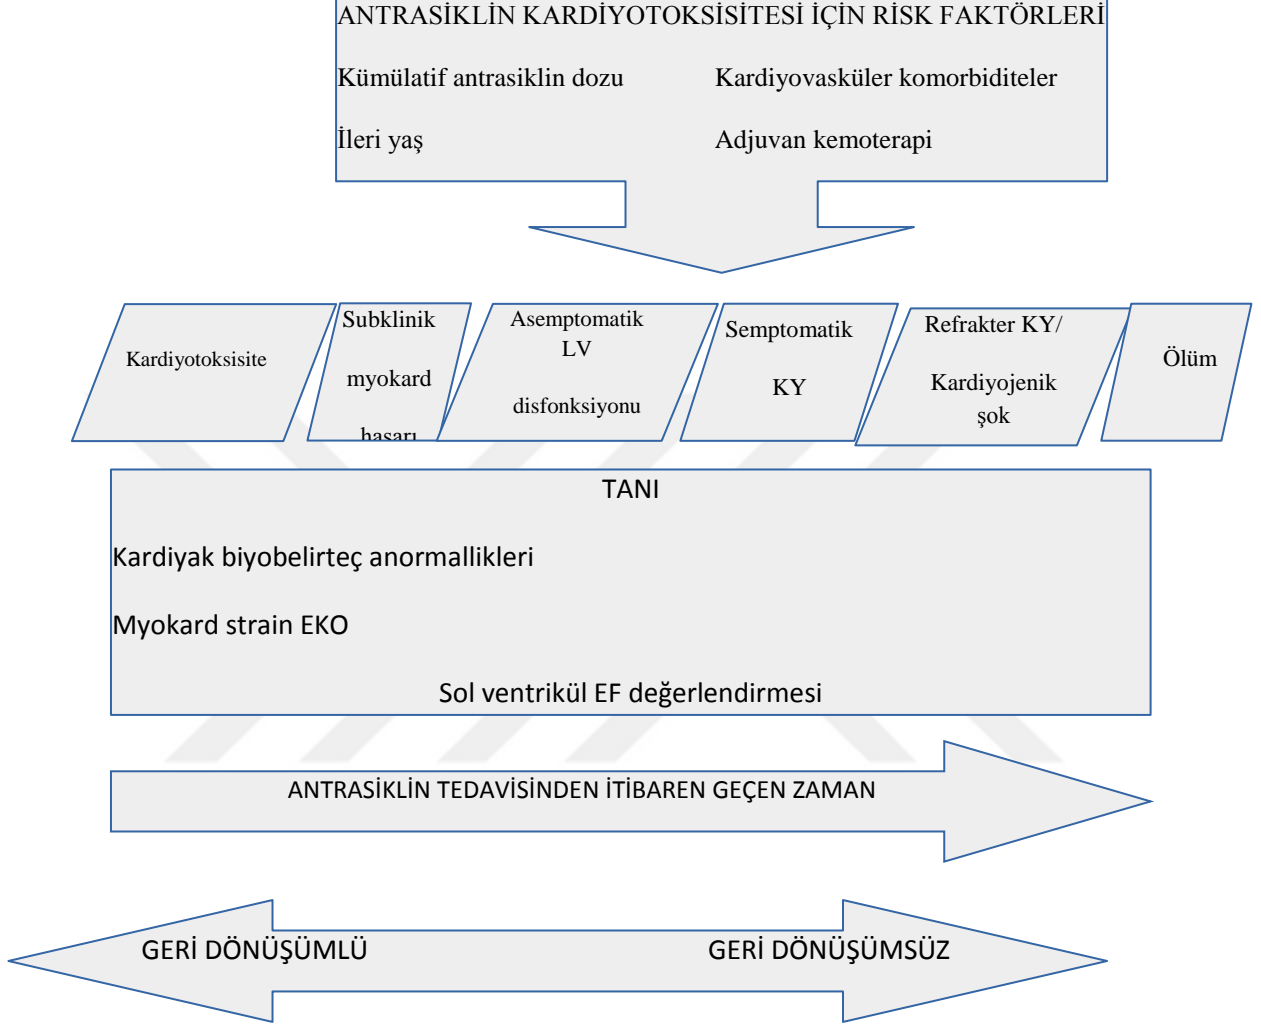 ANTRASİKLİN KARDİYOTOKSİSİTESİ İÇİN RİSK FAKTÖRLERİ
Kümülatif antrasiklin dozu Kardiyovasküler komorbiditeler
İleri yaş Adjuvan kemoterapi
Kardiyotoksisite
Subklinik
myokard
hasarı
Asemptomatik
LV
disfonksiyonu
Semptomatik
KY
Refrakter KY/
Kardiyojenik
şok
Ölüm
TANI
Kardiyak biyobelirteç anormallikleri
Myokard strain EKO
Sol ventrikül EF değerlendirmesi
ANTRASİKLİN TEDAVİSİNDEN İTİBAREN GEÇEN ZAMAN
GERİ DÖNÜŞÜMLÜ GERİ DÖNÜŞÜMSÜZ